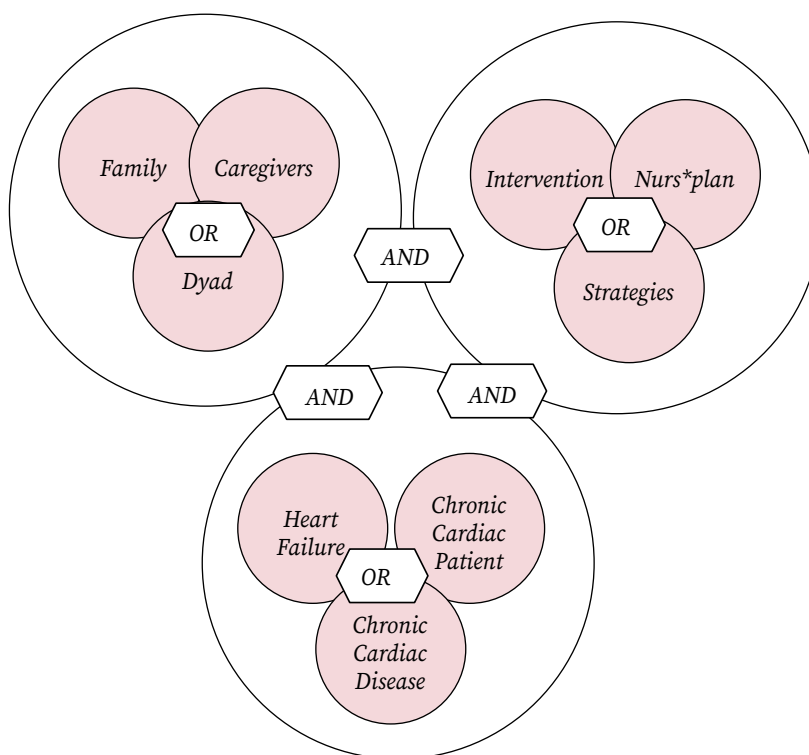 Family
Caregivers
OR
Dyad
AND
Intervention
Nurs*plan
OR
Strategies
AND
AND
Heart
Failure
Chronic
Cardiac
Patient
OR
Chronic
Cardiac
Disease